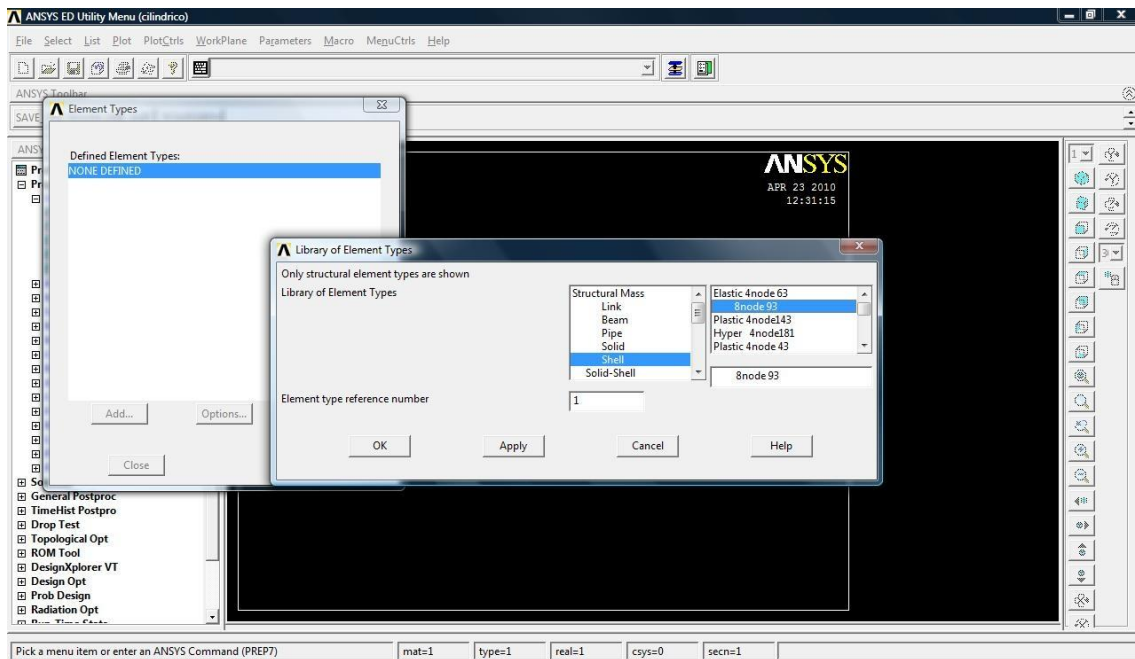 ANSYS ED Utility Menu (cilindrico)
File Select List Plot PlotCtrls WorkPlane Parameters Macro MenuCtrls Help
ANSYS Toolbar
SAVE
Element Types
Defined Element Types:
NONE DEFINED
Add... Options...
Close
ANSYS
APR 23 2010
12:31:15
1
Library of Element Types
Only structural element types are shown
Library of Element Types
Structural Mass
Link
Beam
Pipe
Solid
Shell
Solid-Shell
Elastic 4node 63
8node 93
Plastic 4node143
Hyper 4node181
Plastic 4node 43
8node 93
Element type reference number
1
OK Apply Cancel Help
General Postproc
TimeHist Postpro
Drop Test
Topological Opt
ROM Tool
DesignXplorer VT
Design Opt
Prob Design
Radiation Opt
Pick a menu item or enter an ANSYS Command (PREP7) mat=1 type=1 real=1 csys=0 secn=1